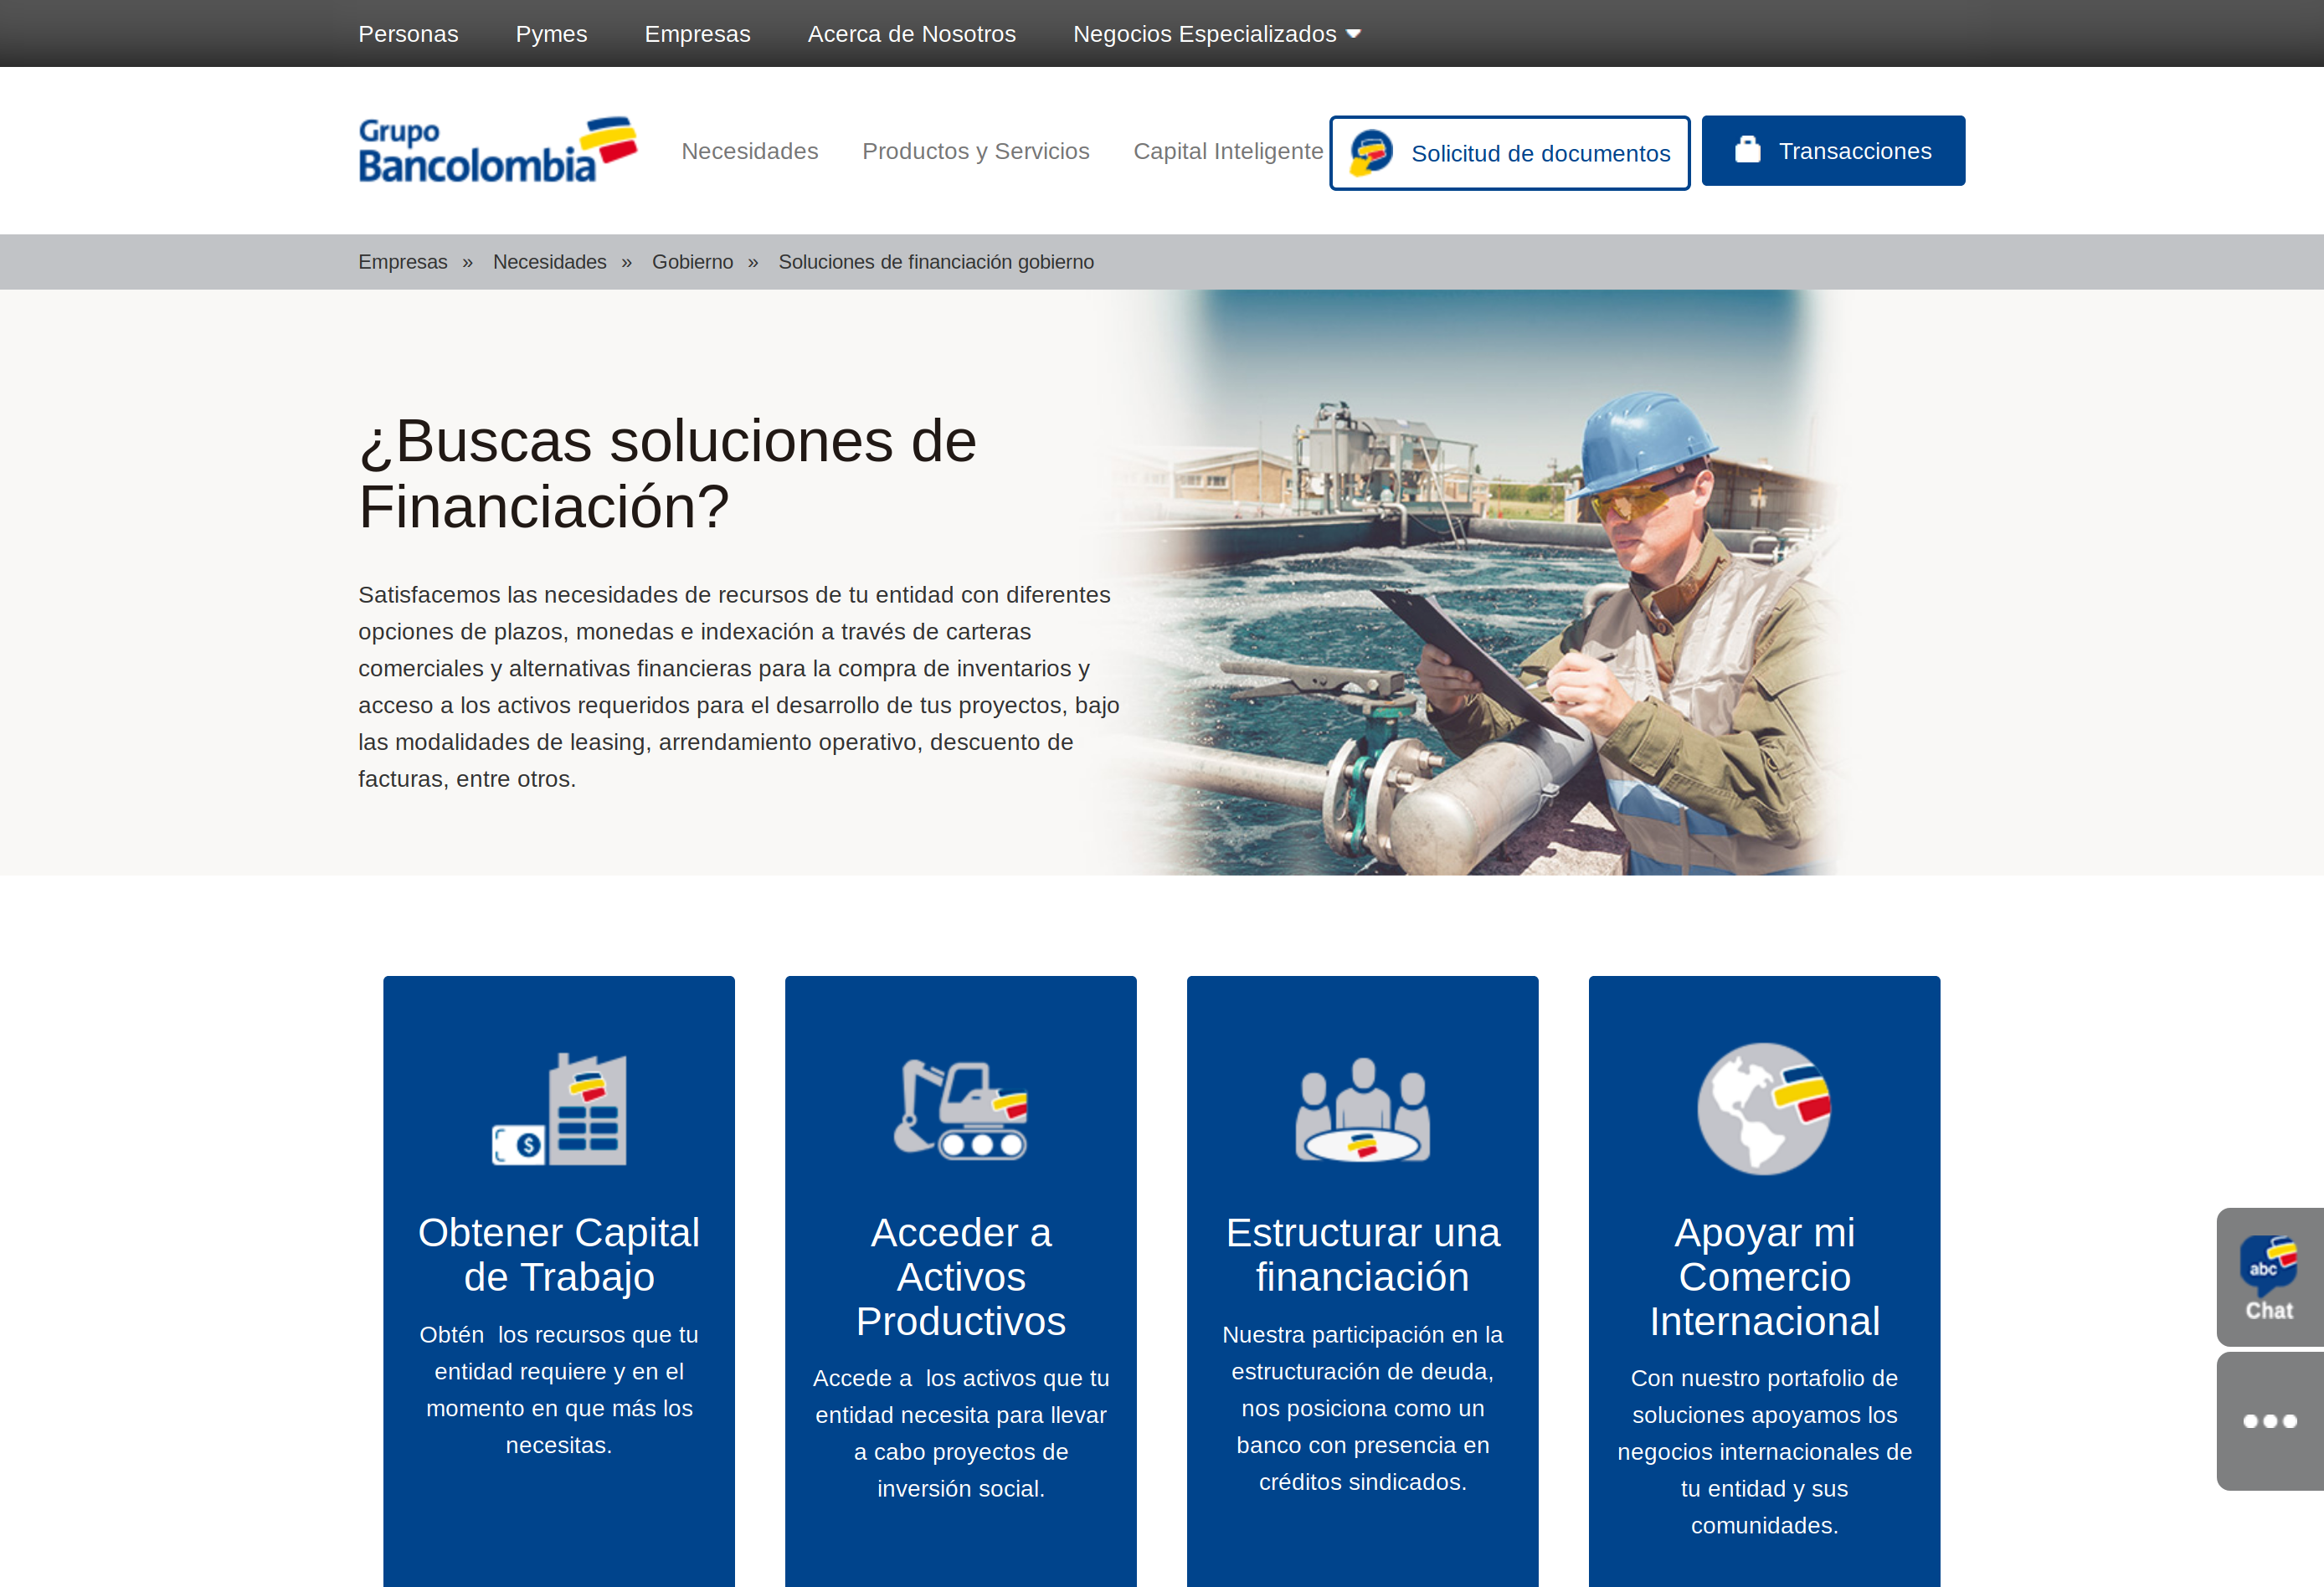 Personas Pymes Empresas Acerca de Nosotros Negocios Especializados
Grupo
Bancolombia
Necesidades Productos y Servicios Capital Inteligente
Solicitud de documentos
Transacciones
Empresas » Necesidades » Gobierno » Soluciones de financiación gobierno
¿Buscas soluciones de
Financiación?
Satisfacemos las necesidades de recursos de tu entidad con diferentes
opciones de plazos, monedas e indexación a través de carteras
comerciales y alternativas financieras para la compra de inventarios y
acceso a los activos requeridos para el desarrollo de tus proyectos, bajo
las modalidades de leasing, arrendamiento operativo, descuento de
facturas, entre otros.
$
Obtener Capital
de Trabajo
Obtén  los recursos que tu
entidad requiere y en el
momento en que más los
necesitas.
Acceder a
Activos
Productivos
Accede a  los activos que tu
entidad necesita para llevar
a cabo proyectos de
inversión social.
Estructurar una
financiación
Nuestra participación en la
estructuración de deuda,
nos posiciona como un
banco con presencia en
créditos sindicados.
Apoyar mi
Comercio
Internacional
Con nuestro portafolio de
soluciones apoyamos los
negocios internacionales de
tu entidad y sus
comunidades.
abc
Chat